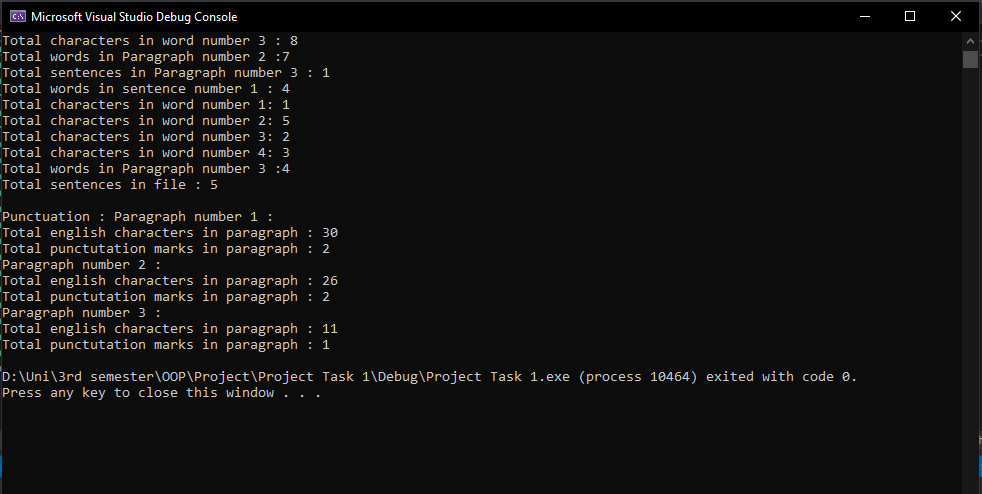 Microsoft Visual Studio Debug Console
Total characters in word number 3 : 8
Total words in Paragraph number 2 :7
Total sentences in Paragraph number 3 : 1
Total words in sentence number 1 : 4
Total characters in word number 1: 1
Total characters in word number 2: 5
Total characters in word number 3: 2
Total characters in word number 4: 3
Total words in Paragraph number 3 :4
Total sentences in file : 5
Punctuation : Paragraph number 1 :
Total english characters in paragraph : 30
Total punctutation marks in paragraph : 2
Paragraph number 2 :
Total english characters in paragraph : 26
Total punctutation marks in paragraph : 2
Paragraph number 3 :
Total english characters in paragraph : 11
Total punctutation marks in paragraph : 1
D:\Uni\3rd semester\OOP\Project\Project Task 1\Debug\Project Task 1.exe (process 10464) exited with code 0.
Press any key to close this window . . .